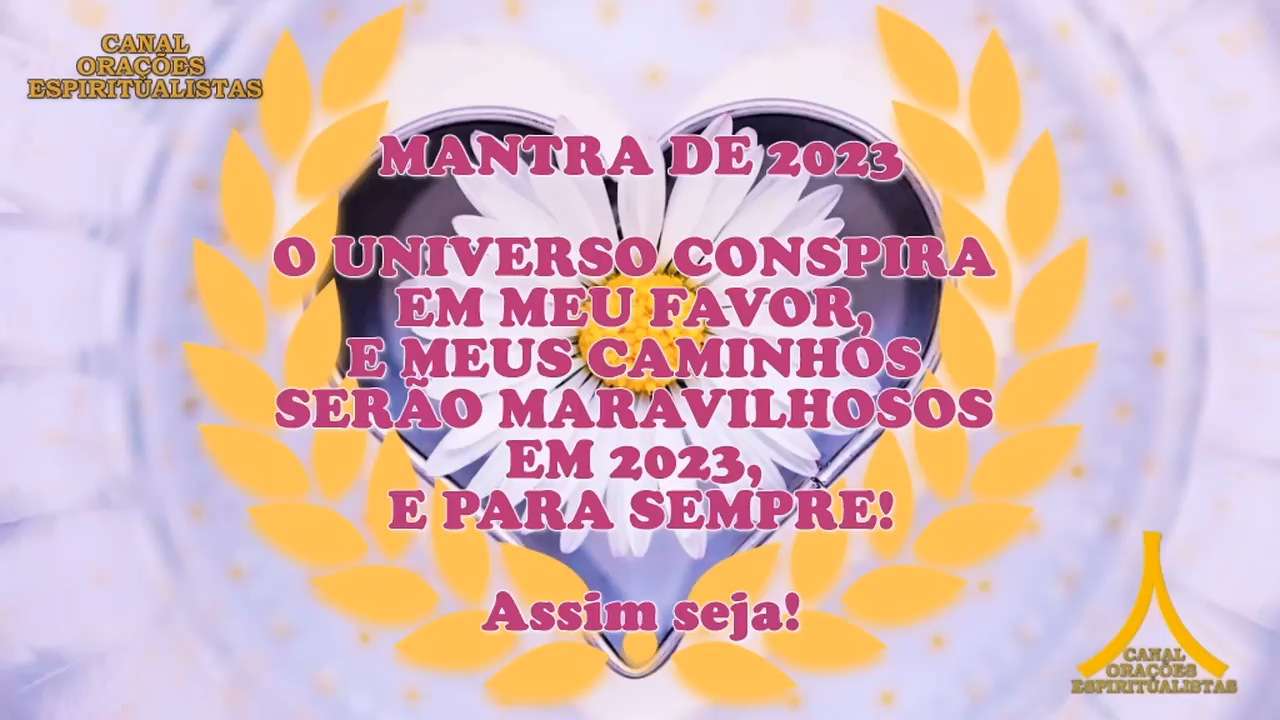 CANAL
ORAÇÕES
ESPIRITUALISTAS
MANTRA DE 2023
O UNIVERSO CONSPIRA
EM MEU FAVOR,
E MEUS CAMINHOS
SERÃO MARAVILHOSOS
EM 2023,
E PARA SEMPRE!
Assim seja!
CANAL
ORAÇÕES
ESPIRITUALISTAS